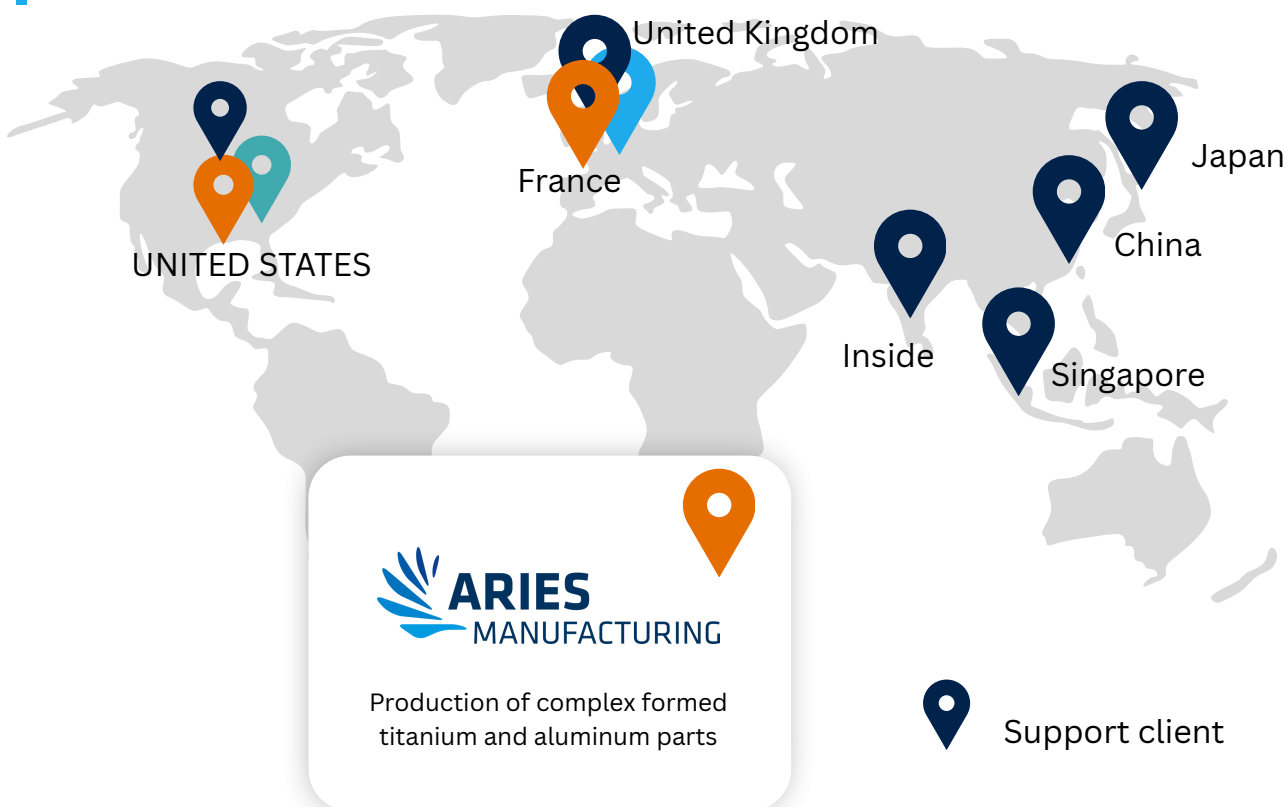 United Kingdom
France
Japan
China
UNITED STATES
Inside
Singapore
ARIES
MANUFACTURING
Production of complex formed
titanium and aluminum parts
Support client